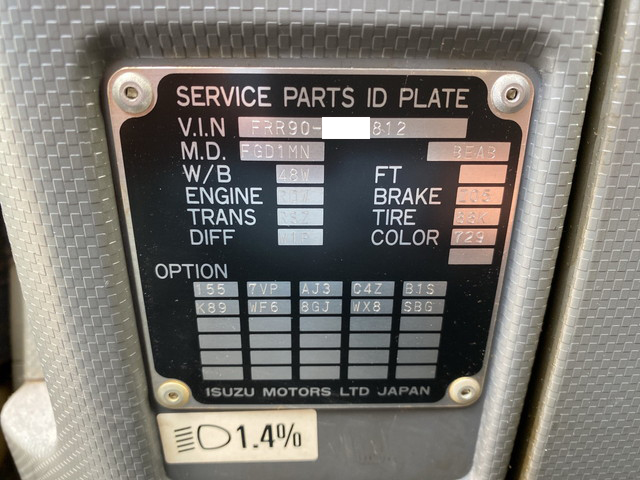 SERVICE PARTS ID PLATE
V.I.N FRR90- 812
M.D. FGD1MN
W/B 48W FT
ENGINE BRAKE
TRANS TIRE
DIFF COLOR 729
OPTION
155 7VP AJ3 C4Z B1S
K89 WF6 8GJ WX8 SBG
ISUZU MOTORS LTD JAPAN
1.4%